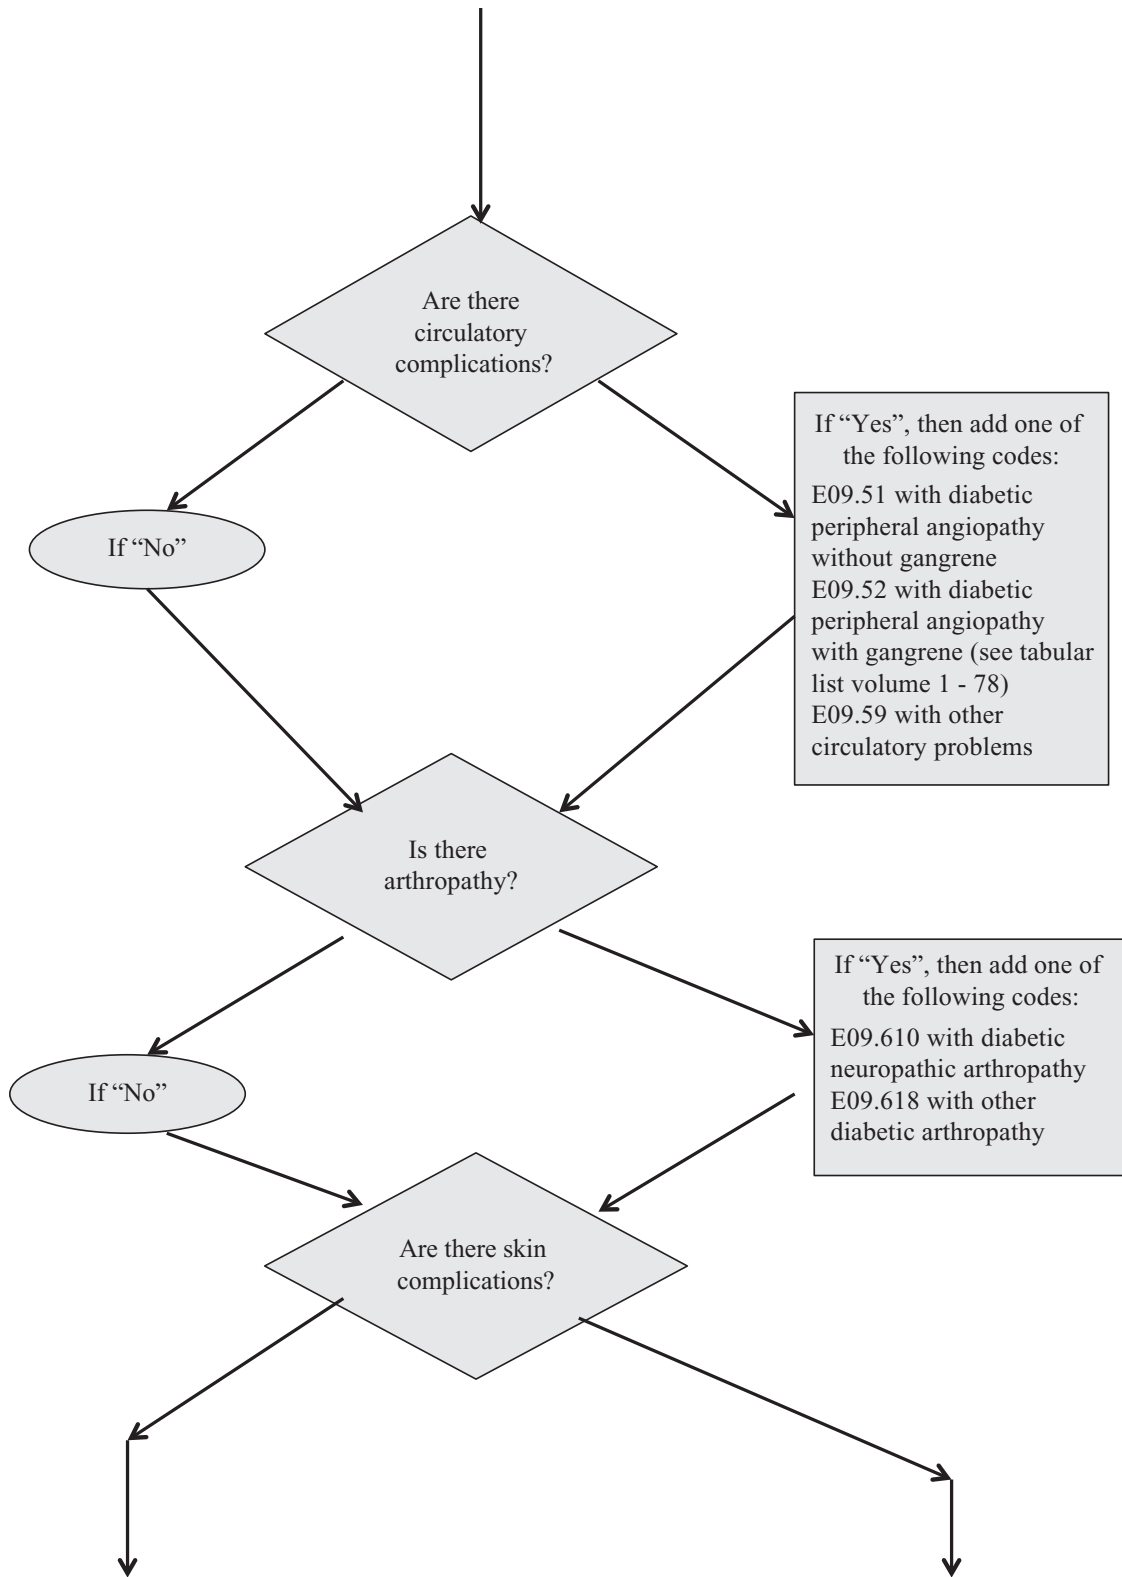 Are there
circulatory
complications?
If “Yes”, then add one of
the following codes:
E09.51 with diabetic
peripheral angiopathy
without gangrene
E09.52 with diabetic
peripheral angiopathy
with gangrene (see tabular
list volume 1 - 78)
E09.59 with other
circulatory problems
If “No”
Is there
arthropathy?
If “Yes”, then add one of
the following codes:
E09.610 with diabetic
neuropathic arthropathy
E09.618 with other
diabetic arthropathy
If “No”
Are there skin
complications?